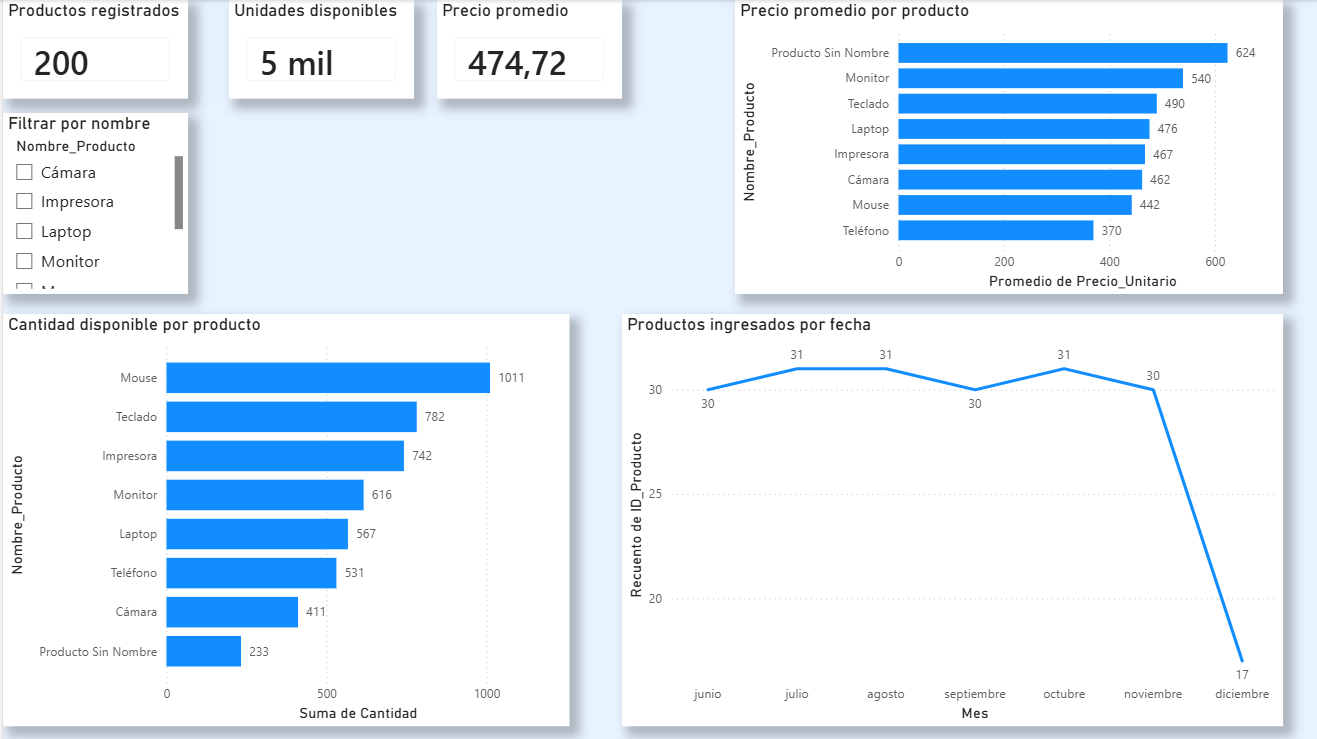 Productos registrados
200
Unidades disponibles
5 mil
Precio promedio
474,72
Filtrar por nombre
Nombre_Producto
Cámara
Impresora
Laptop
Monitor
Precio promedio por producto
Nombre_Producto
Producto Sin Nombre 624
Monitor 540
Teclado 490
Laptop 476
Impresora 467
Cámara 462
Mouse 442
Teléfono 370
0 200 400 600
Promedio de Precio_Unitario
Cantidad disponible por producto
Nombre_Producto
Mouse 1011
Teclado 782
Impresora 742
Monitor 616
Laptop 567
Teléfono 531
Cámara 411
Producto Sin Nombre 233
0 500 1000
Suma de Cantidad
Productos ingresados por fecha
Recuento de ID_Producto
30
25
20
30 31 31 30 31 30 17
junio julio agosto septiembre octubre noviembre diciembre
Mes